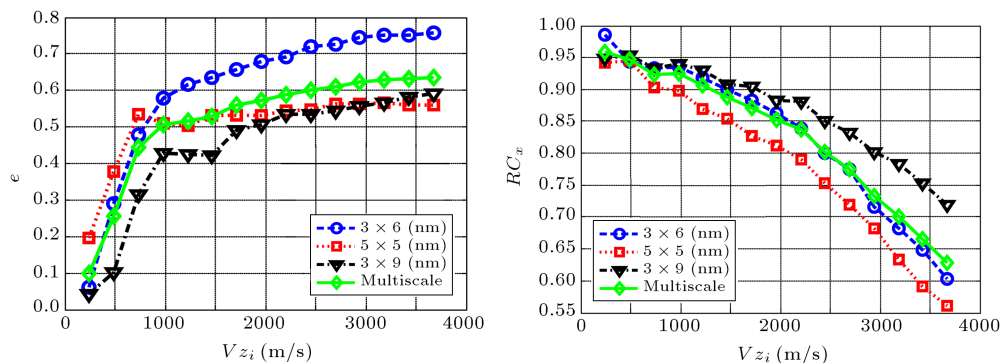 0.8
0.7
0.6
0.5
0.4
0.3
0.2
0.1
0.0
e
0 1000 2000 3000 4000
Vz_i (m/s)
3 × 6 (nm)
5 × 5 (nm)
3 × 9 (nm)
Multiscale
1.00
0.95
0.90
0.85
0.80
0.75
0.70
0.65
0.60
0.55
RC_x
0 1000 2000 3000 4000
Vz_i (m/s)
3 × 6 (nm)
5 × 5 (nm)
3 × 9 (nm)
Multiscale